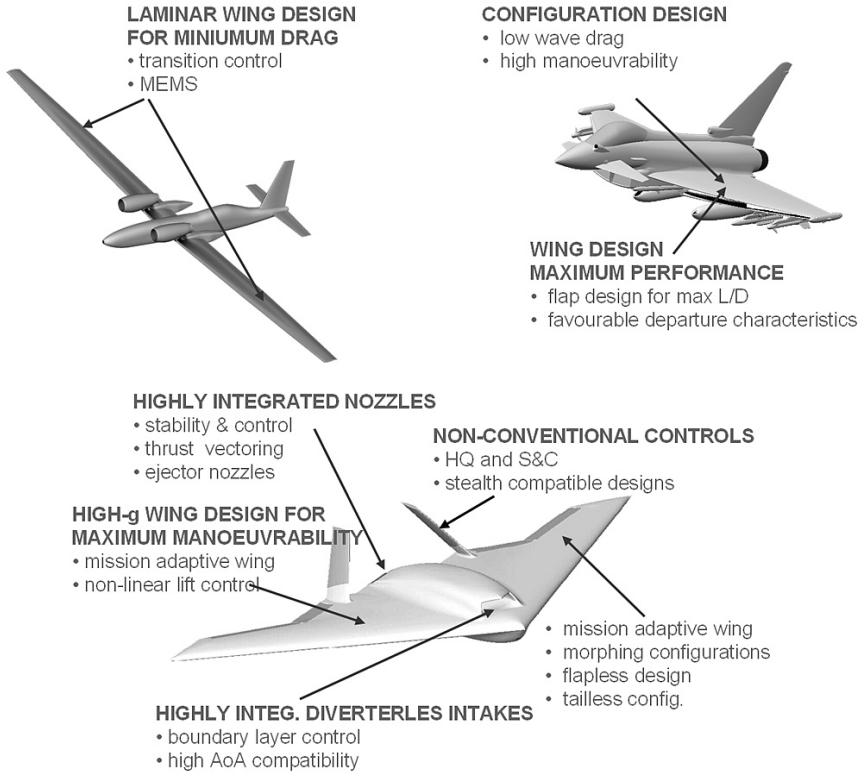 LAMINAR WING DESIGN
FOR MINIUMUM DRAG
• transition control
• MEMS
CONFIGURATION DESIGN
• low wave drag
• high manoeuvrability
WING DESIGN
MAXIMUM PERFORMANCE
• flap design for max L/D
• favourable departure characteristics
HIGHLY INTEGRATED NOZZLES
• stability & control
• thrust vectoring
• ejector nozzles
NON-CONVENTIONAL CONTROLS
• HQ and S&C
• stealth compatible designs
HIGH-g WING DESIGN FOR
MAXIMUM MANOEUVRABILITY
• mission adaptive wing
• non-linear lift control
• mission adaptive wing
• morphing configurations
• flapless design
• tailless config.
HIGHLY INTEG. DIVERTERLES INTAKES
• boundary layer control
• high AoA compatibility